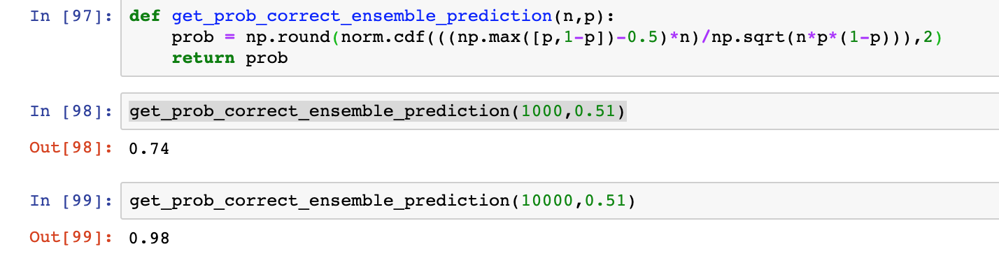 In [97]: def get_prob_correct_ensemble_prediction(n,p):
    prob = np.round(norm.cdf(((np.max([p,1-p])-0.5)*n)/np.sqrt(n*p*(1-p))),2)
    return prob
In [98]: get_prob_correct_ensemble_prediction(1000,0.51)
Out[98]: 0.74
In [99]: get_prob_correct_ensemble_prediction(10000,0.51)
Out[99]: 0.98